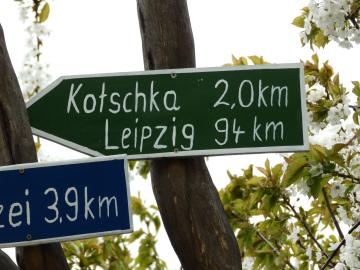 Kotschka 2,0km
Leipzig 94 km
zei 3,9km